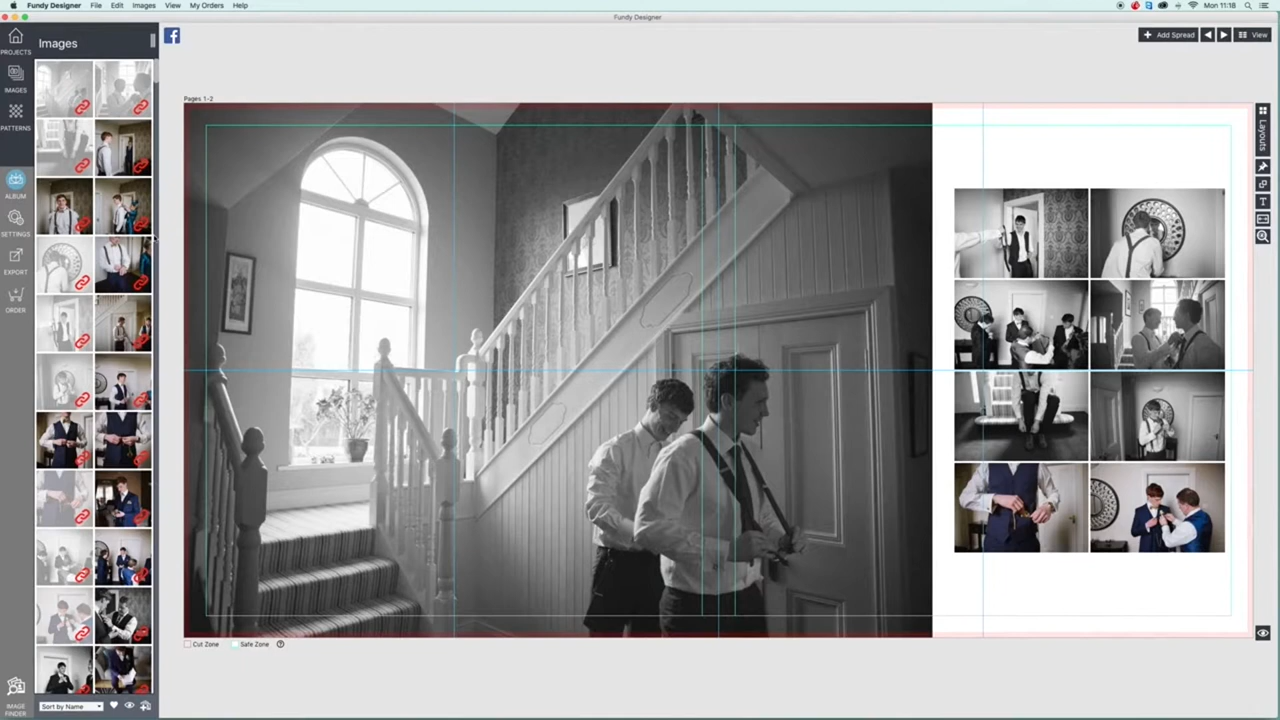 Fundy Designer File Edit Images View My Orders Help
Mon 11:18
Fundy Designer
PROJECTS
IMAGES
PATTERNS
ALBUM
SETTINGS
EXPORT
ORDER
IMAGE
FINDER
Images
Sort by Name
f
+ Add Spread
View
Pages 1-2
Layouts
T
Cut Zone Safe Zone ?